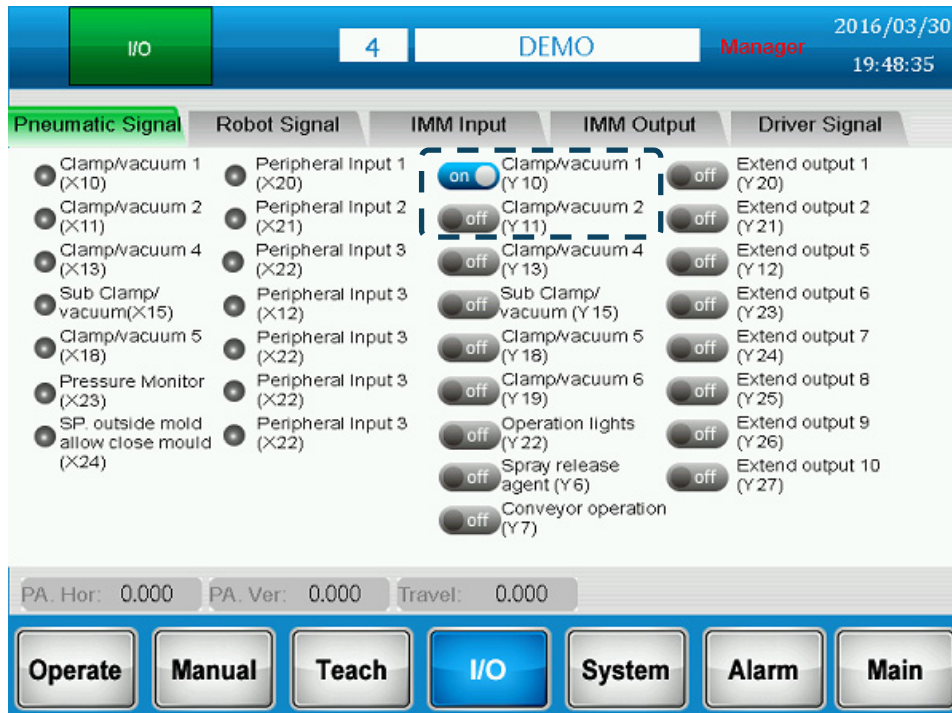 I/O
4
DEMO
Manager
2016/03/30
19:48:35
Pneumatic Signal
Robot Signal
IMM Input
IMM Output
Driver Signal
Clamp/vacuum 1
(X10)
Clamp/vacuum 2
(X11)
Clamp/vacuum 4
(X13)
Sub Clamp/
vacuum(X15)
Clamp/vacuum 5
(X18)
Pressure Monitor
(X23)
SP. outside mold
allow close mould
(X24)
Peripheral Input 1
(X20)
Peripheral Input 2
(X21)
Peripheral Input 3
(X22)
Peripheral Input 3
(X12)
Peripheral Input 3
(X22)
Peripheral Input 3
(X22)
Peripheral Input 3
(X22)
on
Clamp/vacuum 1
(Y10)
off
Clamp/vacuum 2
(Y11)
off
Clamp/vacuum 4
(Y13)
off
Sub Clamp/
vacuum (Y15)
off
Clamp/vacuum 5
(Y18)
off
Clamp/vacuum 6
(Y19)
off
Operation lights
(Y22)
off
Spray release
agent (Y6)
off
Conveyor operation
(Y7)
off
Extend output 1
(Y20)
off
Extend output 2
(Y21)
off
Extend output 5
(Y12)
off
Extend output 6
(Y23)
off
Extend output 7
(Y24)
off
Extend output 8
(Y25)
off
Extend output 9
(Y26)
off
Extend output 10
(Y27)
PA. Hor: 0.000
PA. Ver: 0.000
Travel: 0.000
Operate
Manual
Teach
I/O
System
Alarm
Main